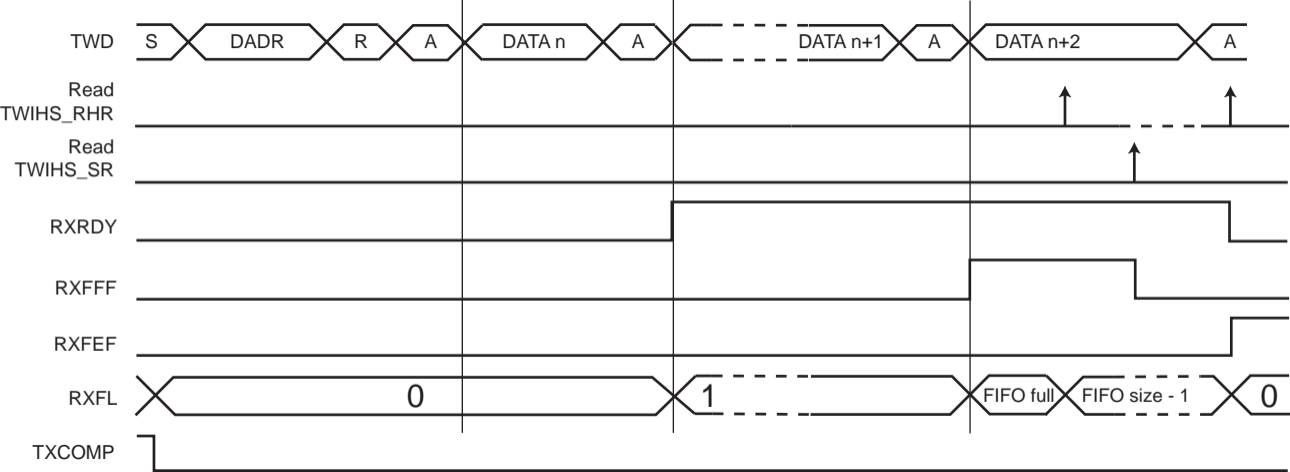 TWD S DADR R A DATA n A DATA n+1 A DATA n+2 A
Read
TWIHS_RHR
Read
TWIHS_SR
RXRDY
RXFFF
RXFEF
RXFL 0 1 FIFO full FIFO size - 1 0
TXCOMP